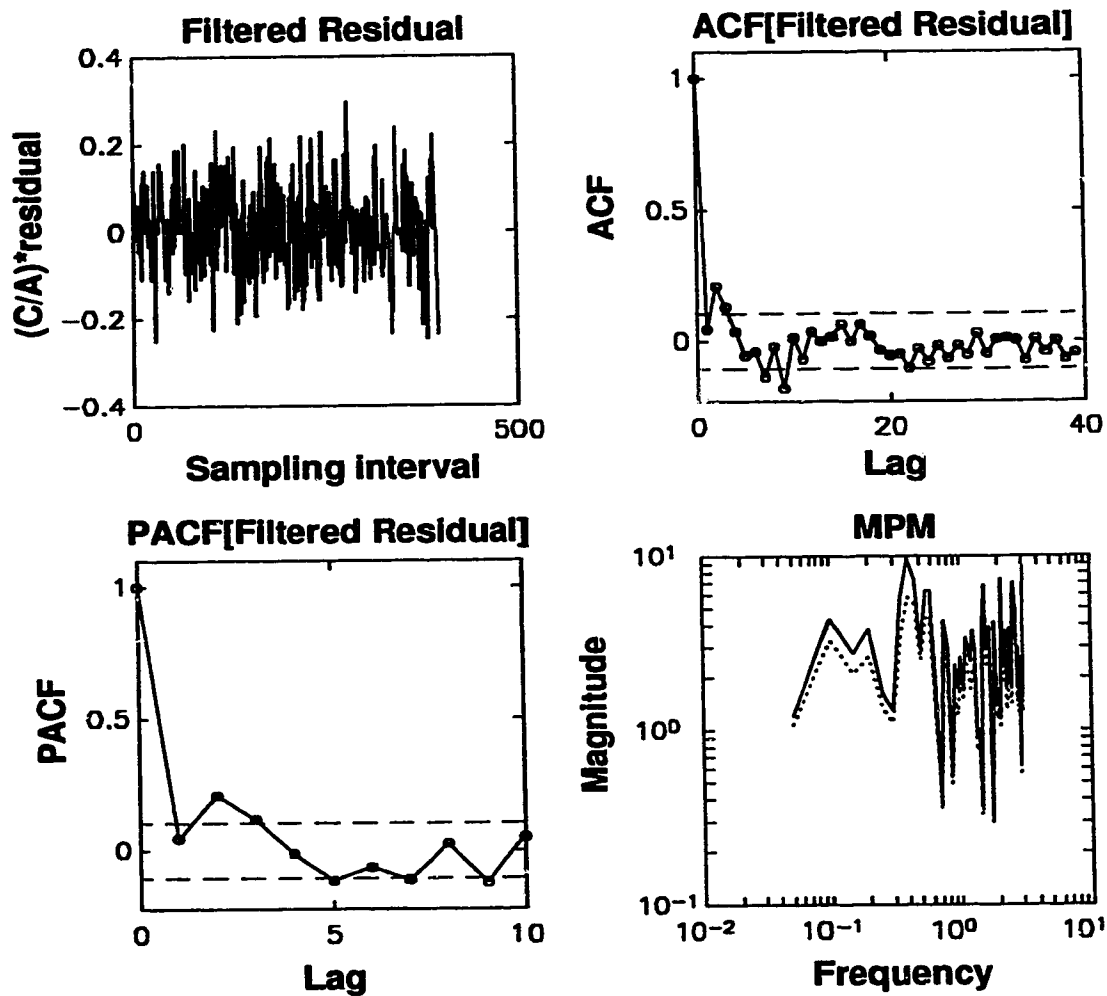 Filtered Residual
0.4
0.2
0
−0.2
−0.4
(C/A)*residual
0
500
Sampling interval
ACF[Filtered Residual]
1
0.5
0
ACF
0
20
40
Lag
PACF[Filtered Residual]
1
0.5
0
PACF
0
5
10
Lag
MPM
10¹
10⁰
10⁻¹
Magnitude
10⁻²
10⁻¹
10⁰
10¹
Frequency